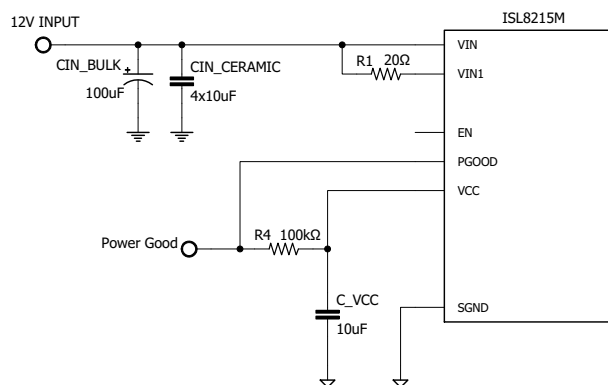 ISL8215M
12V INPUT
VIN
CIN_BULK
+
100uF
CIN_CERAMIC
4x10uF
R1 20Ω
VIN1
EN
PGOOD
VCC
Power Good
R4 100kΩ
C_VCC
10uF
SGND